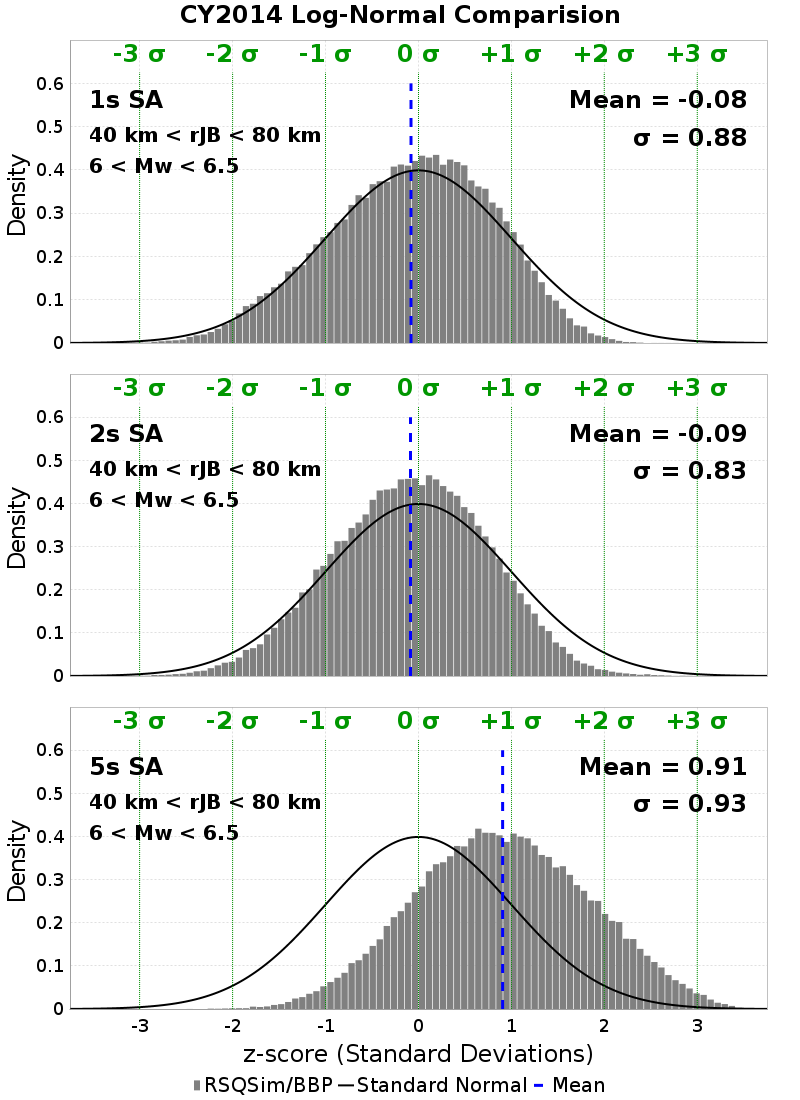 CY2014 Log-Normal Comparision
-3 σ -2 σ -1 σ 0 σ +1 σ +2 σ +3 σ
1s SA
40 km < rJB < 80 km
6 < Mw < 6.5
Mean = -0.08
σ = 0.88
Density
0.6
0.5
0.4
0.3
0.2
0.1
0
-3 σ -2 σ -1 σ 0 σ +1 σ +2 σ +3 σ
2s SA
40 km < rJB < 80 km
6 < Mw < 6.5
Mean = -0.09
σ = 0.83
Density
0.6
0.5
0.4
0.3
0.2
0.1
0
-3 σ -2 σ -1 σ 0 σ +1 σ +2 σ +3 σ
5s SA
40 km < rJB < 80 km
6 < Mw < 6.5
Mean = 0.91
σ = 0.93
Density
0.6
0.5
0.4
0.3
0.2
0.1
0
-3 -2 -1 0 1 2 3
z-score (Standard Deviations)
RSQSim/BBP Standard Normal Mean